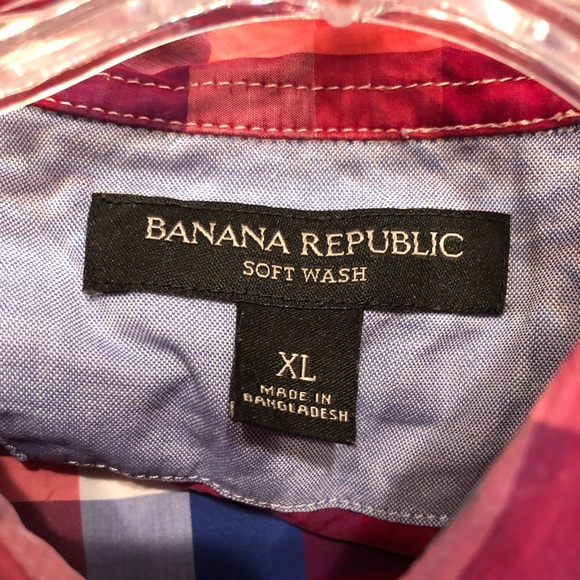 BANANA REPUBLIC
SOFT WASH
XL
MADE IN
BANGLADESH